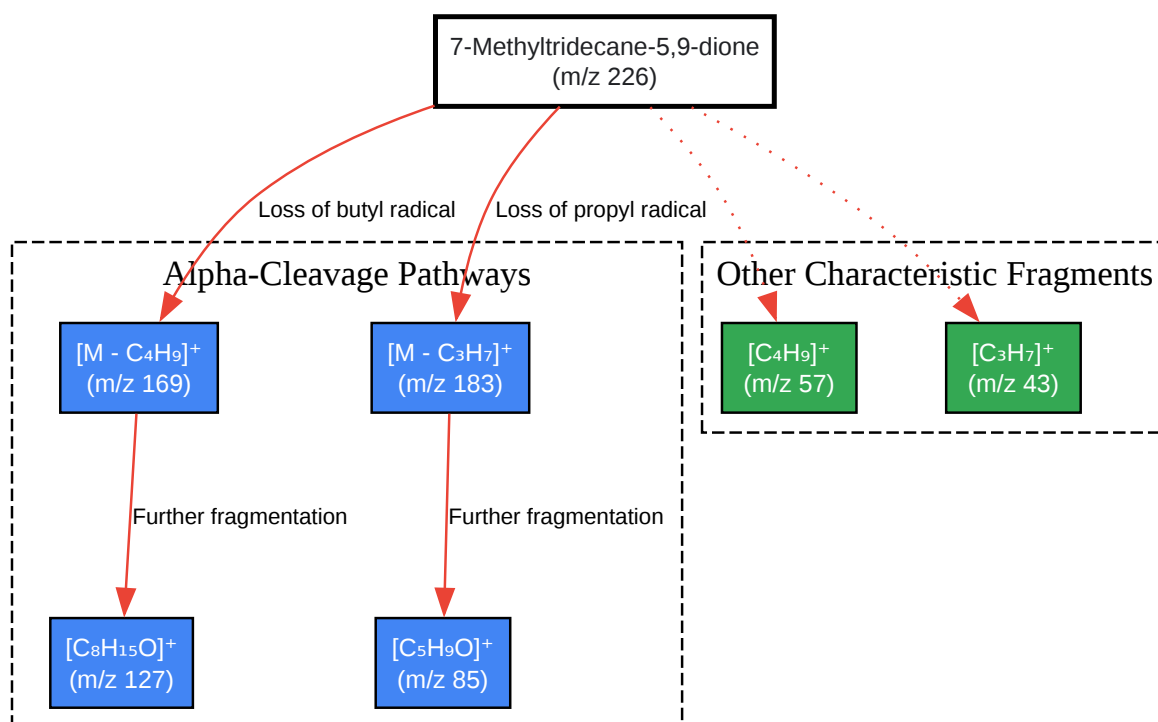 7-Methyltridecane-5,9-dione
(m/z 226)
Loss of butyl radical
Loss of propyl radical
Alpha-Cleavage Pathways
Other Characteristic Fragments
[M - C₄H₉]⁺
(m/z 169)
[M - C₃H₇]⁺
(m/z 183)
[C₄H₉]⁺
(m/z 57)
[C₃H₇]⁺
(m/z 43)
Further fragmentation
Further fragmentation
[C₈H₁₅O]⁺
(m/z 127)
[C₅H₉O]⁺
(m/z 85)